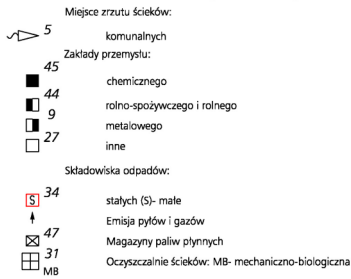 Miejsce zrzutu ścieków:
5 komunalnych
Zakłady przemysłu:
45 chemicznego
44 rolno-spożywczego i rolnego
9 metalowego
27 inne
Składowiska odpadów:
S 34 stałych (S)- małe
Emisja pyłów i gazów
47 Magazyny paliw płynnych
31 MB Oczyszczalnie ścieków: MB- mechaniczno-biologiczna